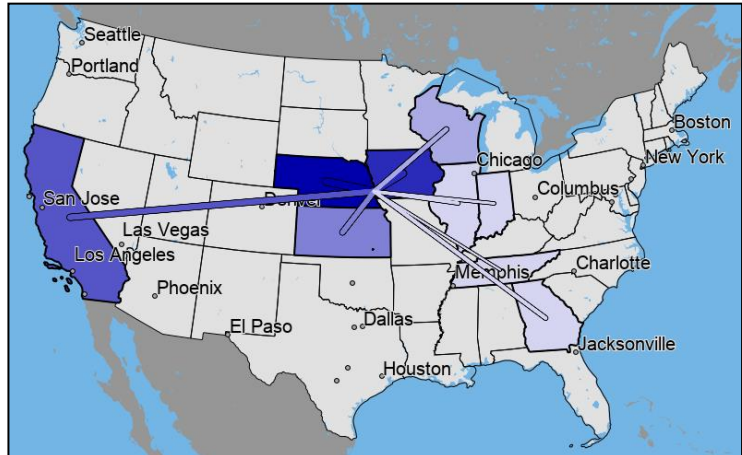 Seattle
Portland
Boston
New York
Chicago
Columbus
San Jose
Denver
Las Vegas
Los Angeles
Memphis
Charlotte
Phoenix
El Paso
Dallas
Jacksonville
Houston